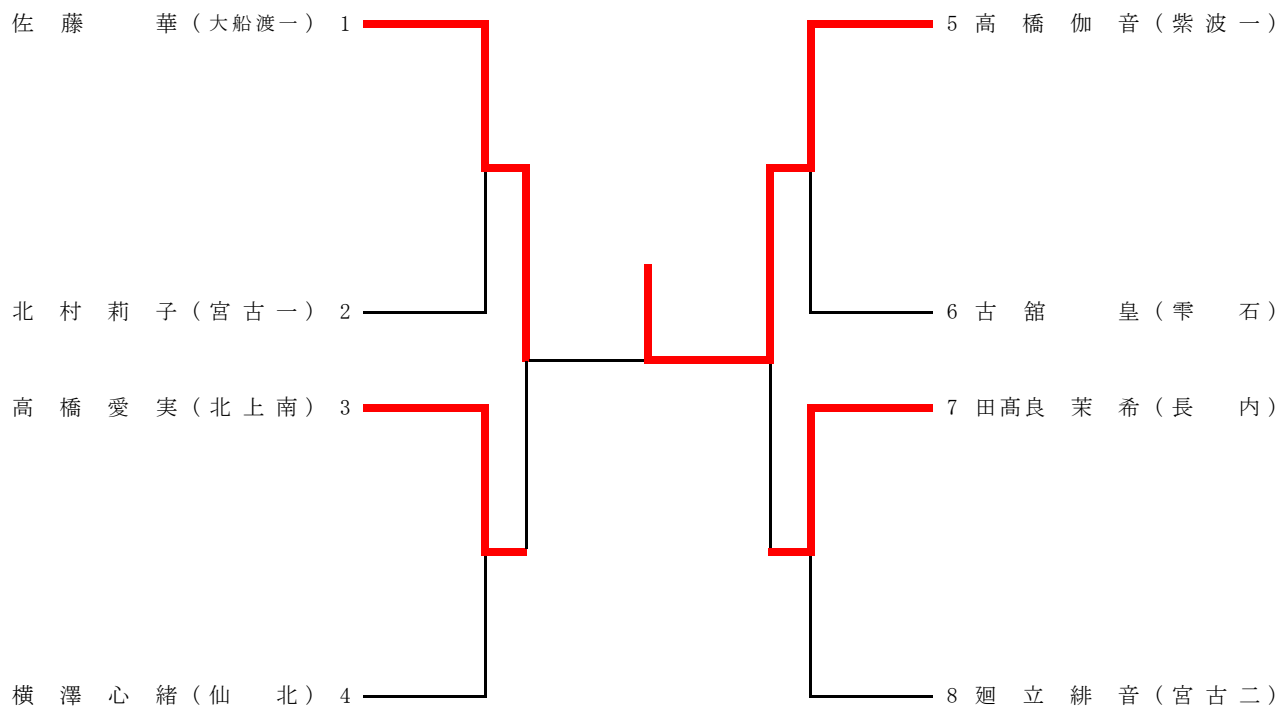 佐藤　華(大船渡一) 1
北村莉子(宮古一) 2
高橋愛実(北上南) 3
横澤心緒(仙　北) 4
5 高橋伽音(紫波一)
6 古舘　皇(雫　石)
7 田髙良茉希(長　内)
8 廻立緋音(宮古二)